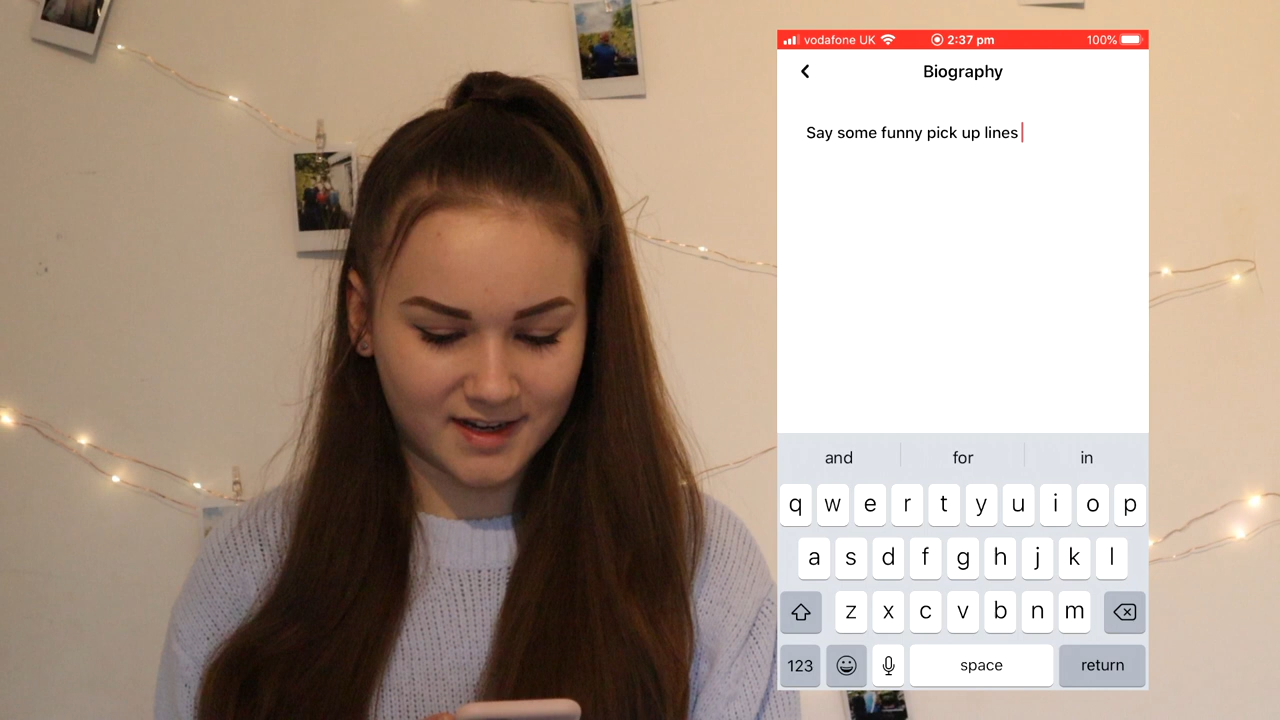 vodafone UK 2:37 pm 100%
Biography
Say some funny pick up lines
and for in
q w e r t y u i o p
a s d f g h j k l
z x c v b n m
123 space return